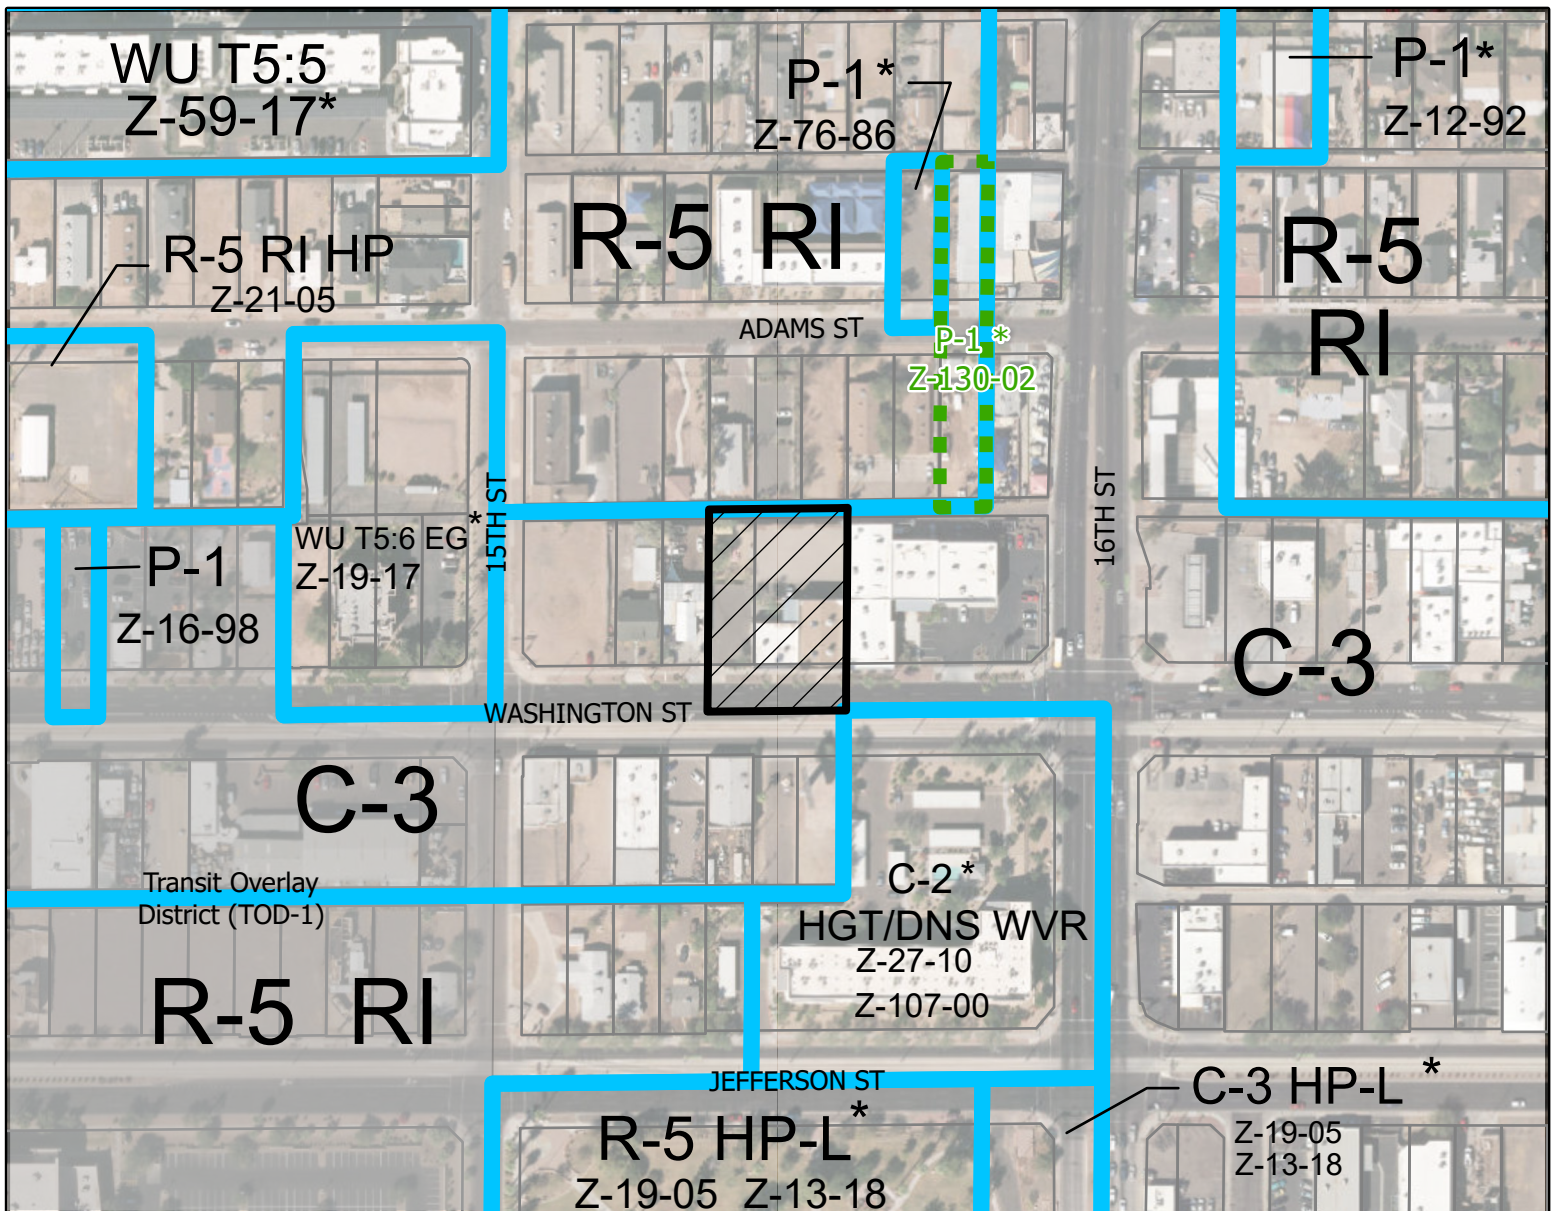 WU T5:5
Z-59-17*
P-1*
Z-76-86
P-1*
Z-12-92
R-5 RI HP
Z-21-05
R-5 RI
R-5
RI
ADAMS ST
P-1 *
Z-130-02
15TH ST
16TH ST
WU T5:6 EG*
Z-19-17
P-1
Z-16-98
C-3
WASHINGTON ST
C-3
Transit Overlay
District (TOD-1)
C-2*
HGT/DNS WVR
Z-27-10
Z-107-00
R-5 RI
JEFFERSON ST
C-3 HP-L*
Z-19-05
Z-13-18
R-5 HP-L*
Z-19-05 Z-13-18